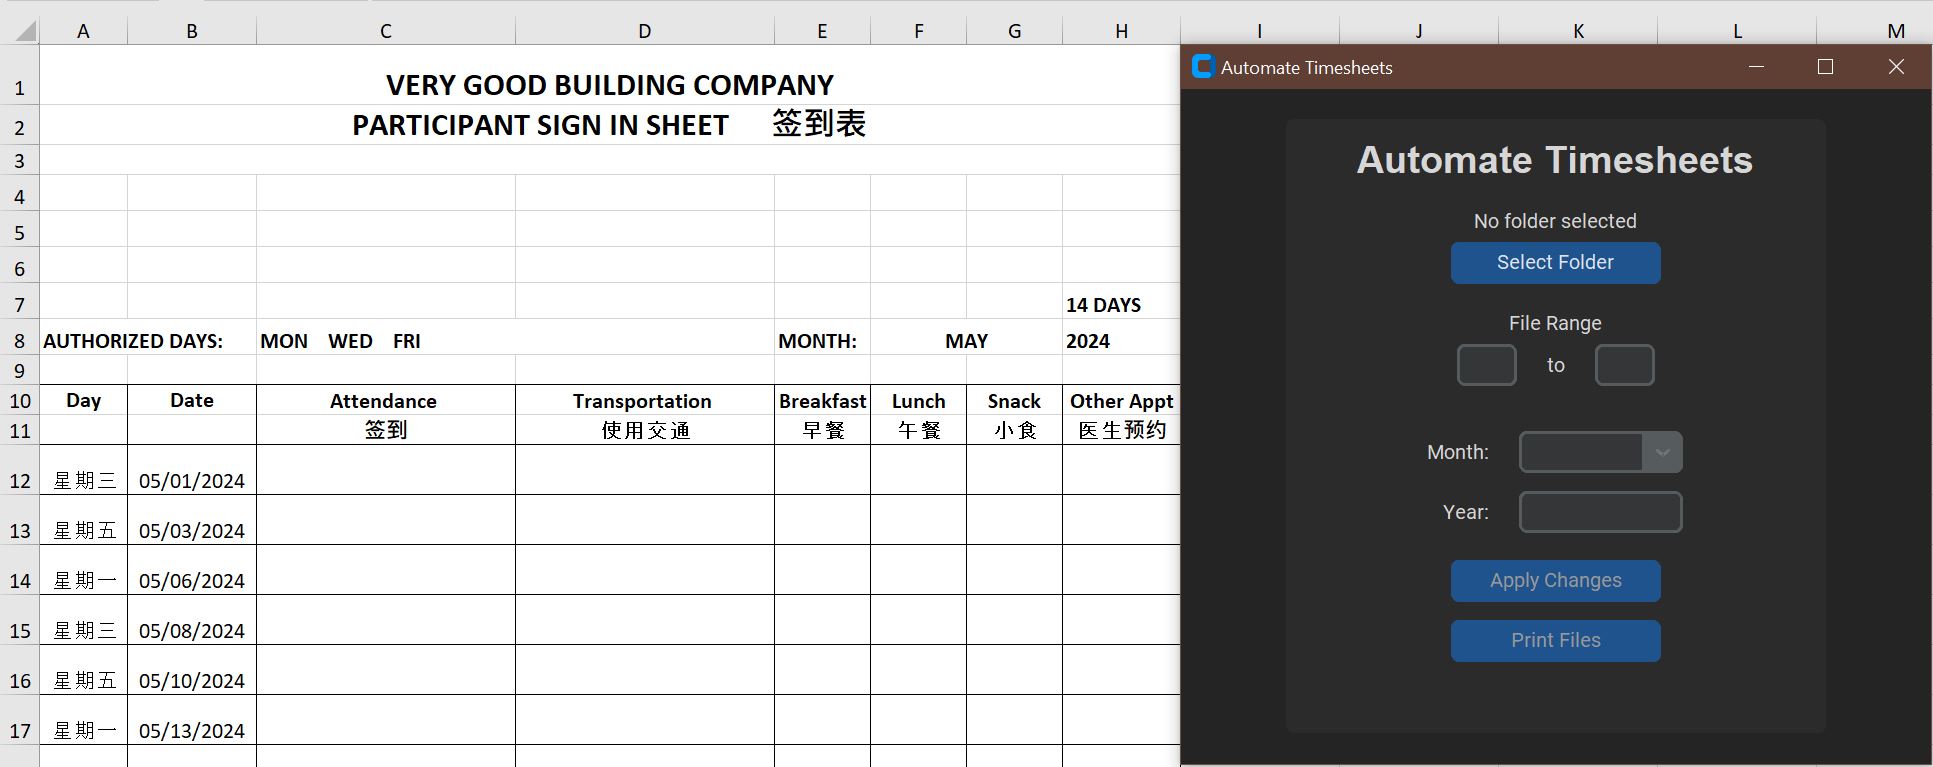 A B C D E F G H I J K L M
1 VERY GOOD BUILDING COMPANY
2 PARTICIPANT SIGN IN SHEET 签到表
3
4
5
6
7 14 DAYS
8 AUTHORIZED DAYS: MON WED FRI MONTH: MAY 2024
9
10 Day Date Attendance Transportation Breakfast Lunch Snack Other Appt
11 签到 使用交通 早餐 午餐 小食 医生预约
12 星期三 05/01/2024
13 星期五 05/03/2024
14 星期一 05/06/2024
15 星期三 05/08/2024
16 星期五 05/10/2024
17 星期一 05/13/2024
Automate Timesheets
Automate Timesheets
No folder selected
Select Folder
File Range
to
Month:
Year:
Apply Changes
Print Files